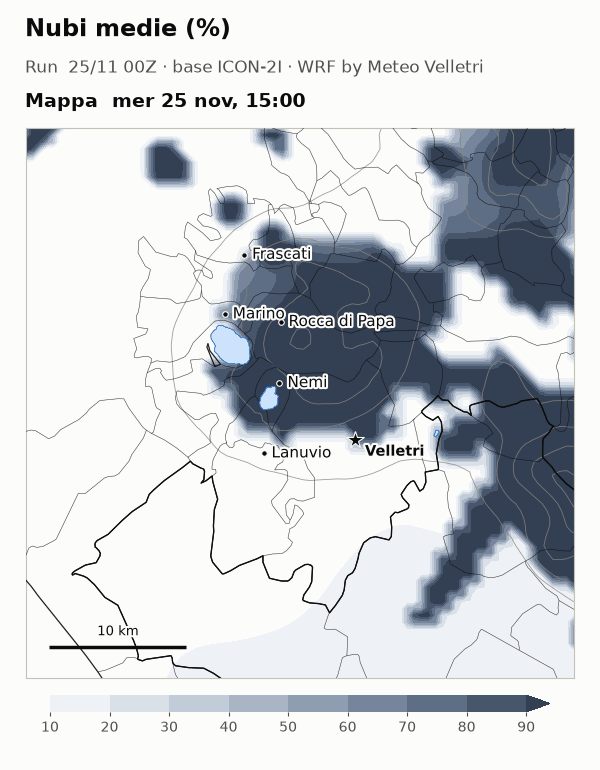 Nubi medie (%)
Run  25/11 00Z · base ICON-2I · WRF by Meteo Velletri
Mappa  mer 25 nov, 15:00
Frascati
Marino
Rocca di Papa
Nemi
Velletri
Lanuvio
10 km
10 20 30 40 50 60 70 80 90